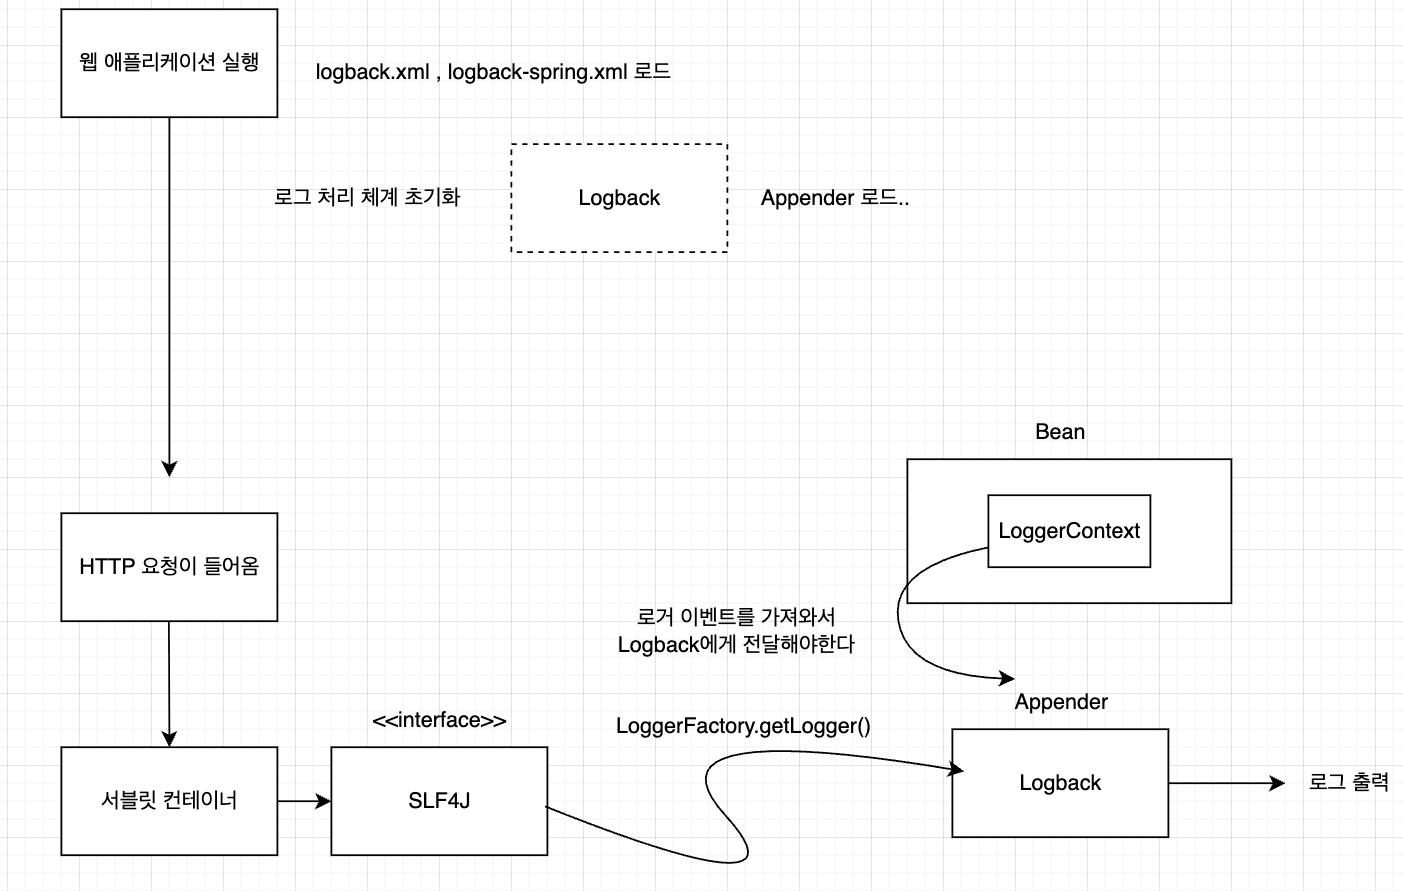 웹 애플리케이션 실행
logback.xml , logback-spring.xml 로드
로그 처리 체계 초기화
Logback
Appender 로드..
Bean
LoggerContext
HTTP 요청이 들어옴
로거 이벤트를 가져와서
Logback에게 전달해야한다
Appender
<<interface>>
LoggerFactory.getLogger()
서블릿 컨테이너
SLF4J
Logback
로그 출력